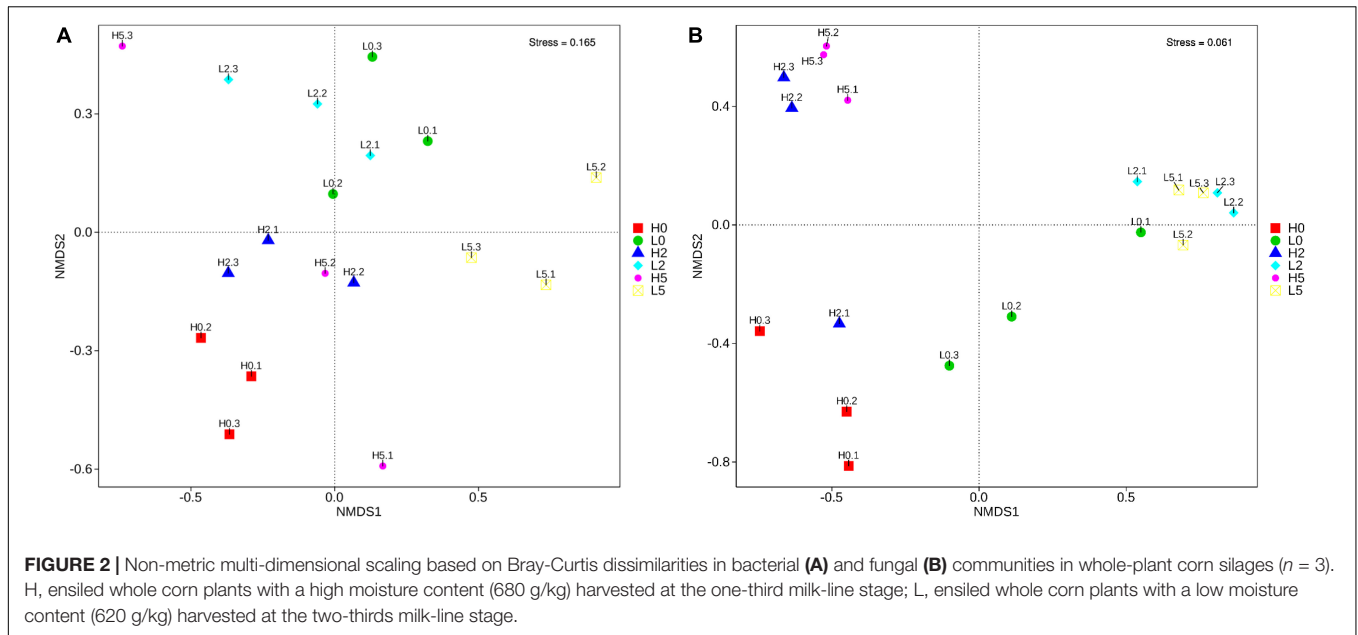 A
Stress = 0.165
H5.3
L0.3
L2.3
L2.2
L0.1
L2.1
L5.2
L0.2
H2.1
L5.3
H2.3
H5.2
H2.2
L5.1
H0.2
H0.1
H0.3
H5.1
0.3
0.0
-0.3
-0.6
NMDS2
-0.5
0.0
0.5
NMDS1
H0
L0
H2
L2
H5
L5
B
Stress = 0.061
H5.2
H5.3
H2.3
H2.2
H5.1
L2.1
L5.1
L5.3
L2.3
L2.2
L0.1
L5.2
L0.2
H0.3
H2.1
L0.3
H0.2
H0.1
0.4
0.0
-0.4
-0.8
NMDS2
-0.5
0.0
0.5
NMDS1
H0
L0
H2
L2
H5
L5
FIGURE 2 | Non-metric multi-dimensional scaling based on Bray-Curtis dissimilarities in bacterial (A) and fungal (B) communities in whole-plant corn silages (n = 3).
H, ensiled whole corn plants with a high moisture content (680 g/kg) harvested at the one-third milk-line stage; L, ensiled whole corn plants with a low moisture
content (620 g/kg) harvested at the two-thirds milk-line stage.